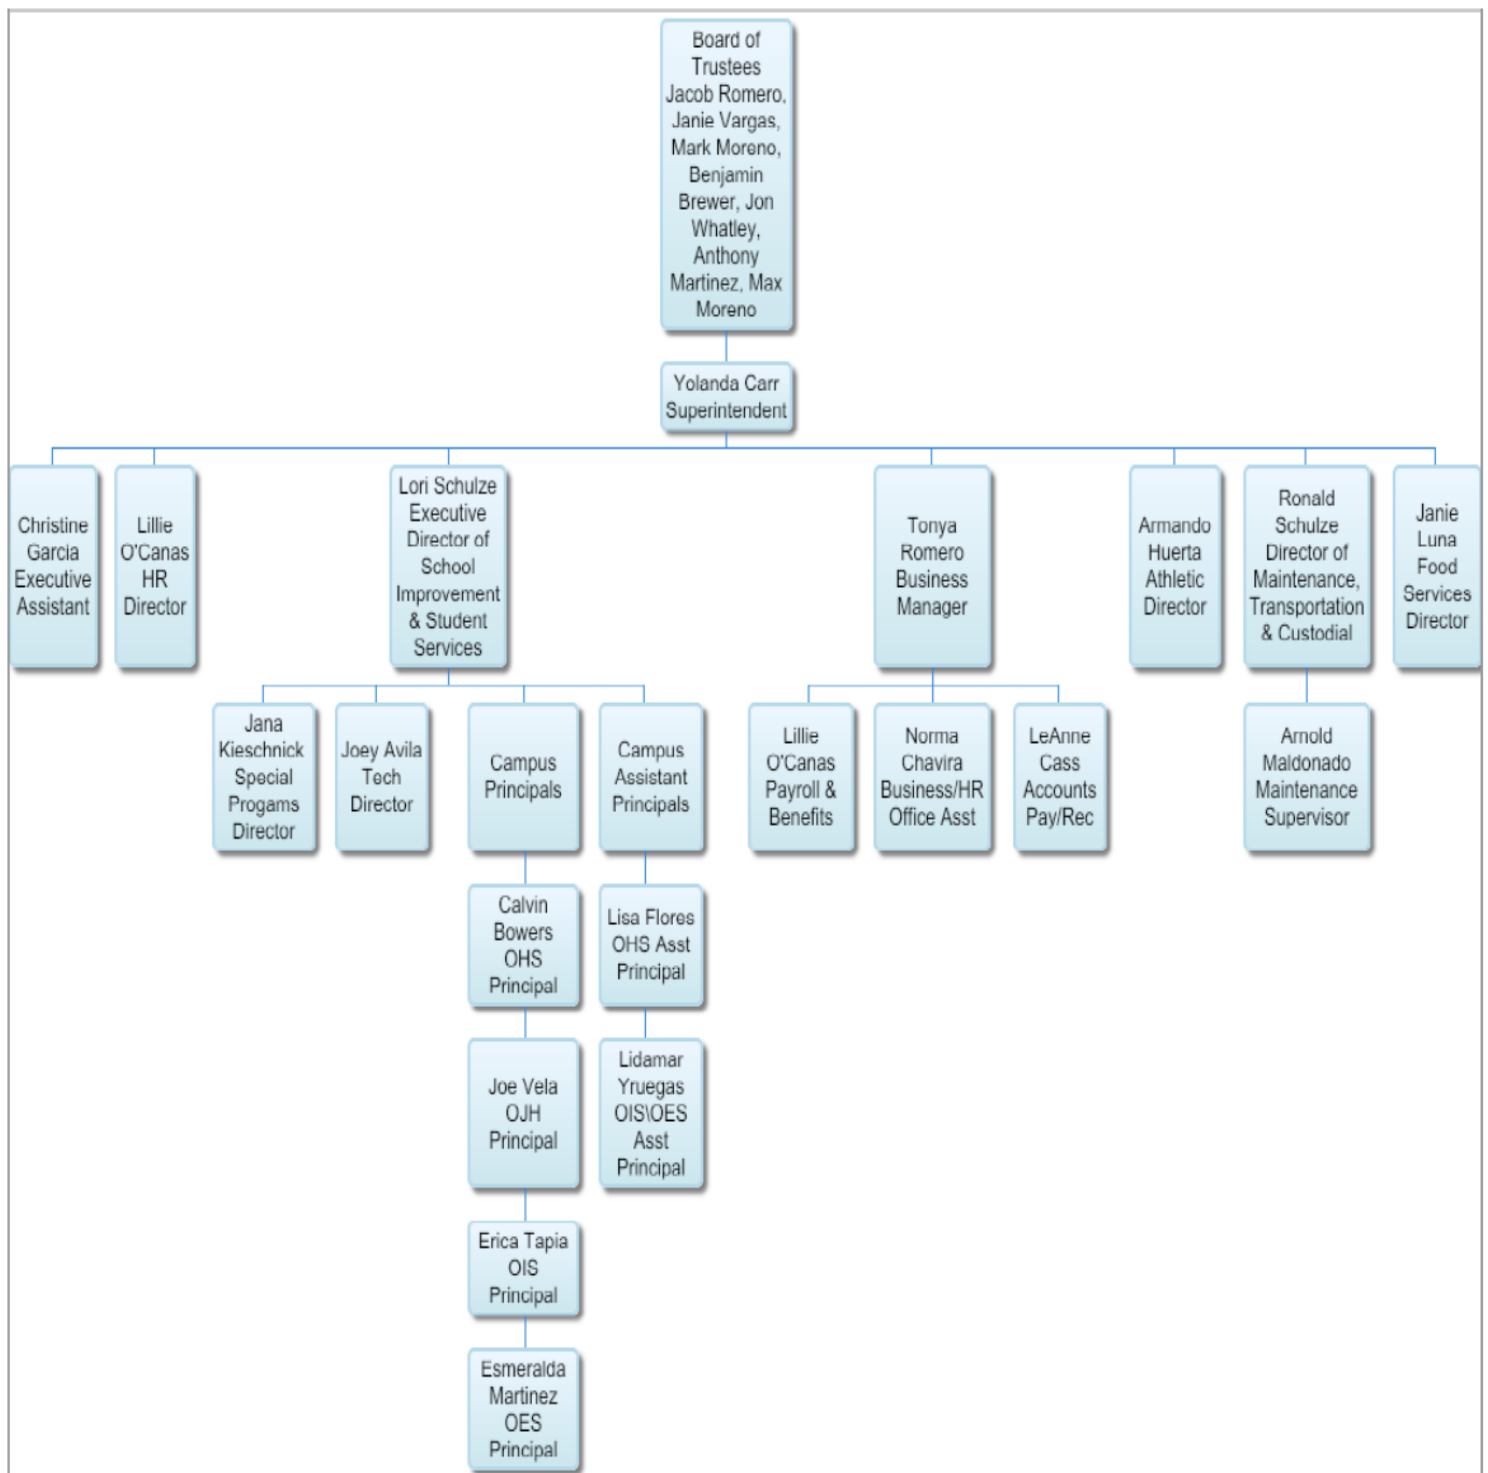 Board of
Trustees
Jacob Romero,
Janie Vargas,
Mark Moreno,
Benjamin
Brewer, Jon
Whatley,
Anthony
Martinez, Max
Moreno
Yolanda Carr
Superintendent
Christine
Garcia
Executive
Assistant
Lillie
O'Canas
HR
Director
Lori Schulze
Executive
Director of
School
Improvement
& Student
Services
Tonya
Romero
Business
Manager
Armando
Huerta
Athletic
Director
Ronald
Schulze
Director of
Maintenance,
Transportation
& Custodial
Janie
Luna
Food
Services
Director
Jana
Kieschnick
Special
Progams
Director
Joey Avila
Tech
Director
Campus
Principals
Campus
Assistant
Principals
Lillie
O'Canas
Payroll &
Benefits
Norma
Chavira
Business/HR
Office Asst
LeAnne
Cass
Accounts
Pay/Rec
Arnold
Maldonado
Maintenance
Supervisor
Calvin
Bowers
OHS
Principal
Lisa Flores
OHS Asst
Principal
Joe Vela
OJH
Principal
Lidamar
Yruegas
OIS\OES
Asst
Principal
Erica Tapia
OIS
Principal
Esmeralda
Martinez
OES
Principal